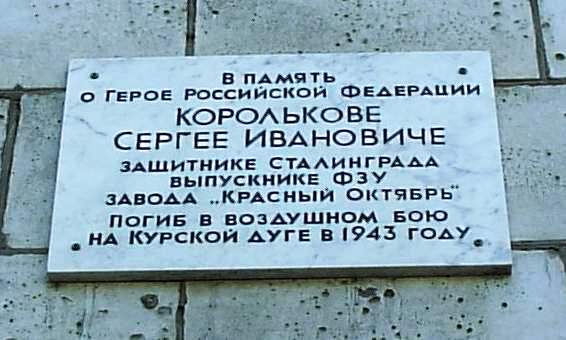 В ПАМЯТЬ
О ГЕРОЕ РОССИЙСКОЙ ФЕДЕРАЦИИ
КОРОЛЬКОВЕ
СЕРГЕЕ ИВАНОВИЧЕ
ЗАЩИТНИКЕ СТАЛИНГРАДА
ВЫПУСКНИКЕ ФЗУ
ЗАВОДА „КРАСНЫЙ ОКТЯБРЬ"
ПОГИБ В ВОЗДУШНОМ БОЮ
НА КУРСКОЙ ДУГЕ В 1943 ГОДУ